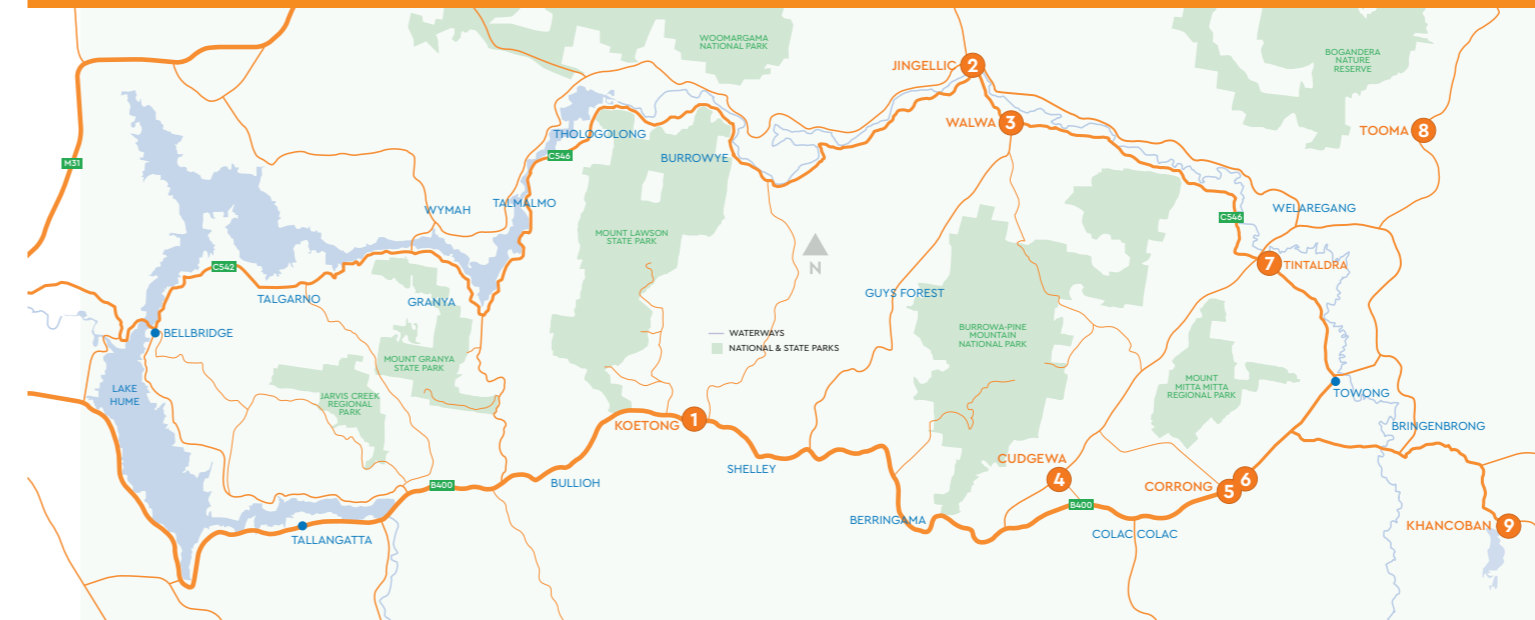 WOOMARGAMA
NATIONAL PARK
BOGANDERA
NATURE
RESERVE
JINGELLIC 2
WALWA 3
TOOMA 8
THOLOGOLONG
C546
BURROWYE
M31
WYMAH
TALMALMO
WELAREGANG
C546
MOUNT LAWSON
STATE PARK
N
C542
7 TINTALDRA
TALGARNO
GRANYA
GUYS FOREST
BELLBRIDGE
WATERWAYS
NATIONAL & STATE PARKS
BURROWA-PINE
MOUNTAIN
NATIONAL PARK
MOUNT GRANYA
STATE PARK
MOUNT
MITTA MITTA
REGIONAL PARK
LAKE
HUME
JARVIS CREEK
REGIONAL
PARK
TOWONG
KOETONG 1
BRINGENBRONG
SHELLEY
CUDGEWA
4
BULLIOH
B400
CORRONG 5 6
B400
BERRINGAMA
COLAC COLAC
KHANCOBAN 9
TALLANGATTA